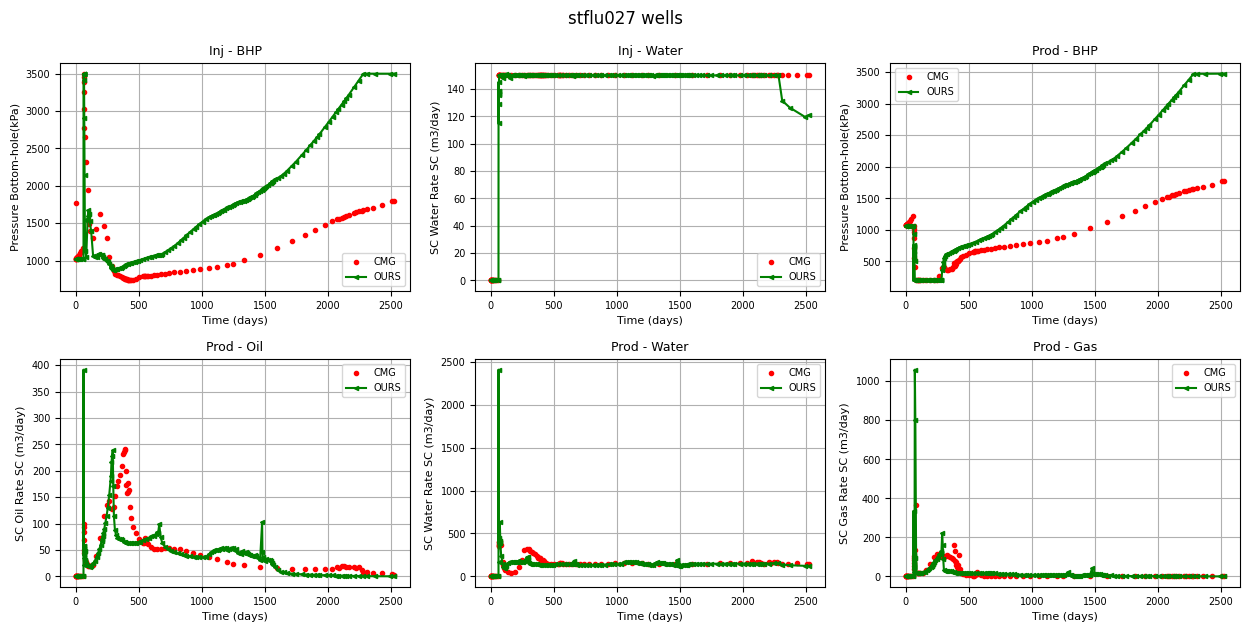 stflu027 wells
Inj - BHP
Pressure Bottom-hole(kPa)
3500
3000
2500
2000
1500
1000
0 500 1000 1500 2000 2500
Time (days)
CMG
OURS
Inj - Water
SC Water Rate SC (m3/day)
140
120
100
80
60
40
20
0
0 500 1000 1500 2000 2500
Time (days)
CMG
OURS
Prod - BHP
Pressure Bottom-hole(kPa)
3500
3000
2500
2000
1500
1000
500
0 500 1000 1500 2000 2500
Time (days)
CMG
OURS
Prod - Oil
SC Oil Rate SC (m3/day)
400
350
300
250
200
150
100
50
0
0 500 1000 1500 2000 2500
Time (days)
CMG
OURS
Prod - Water
SC Water Rate SC (m3/day)
2500
2000
1500
1000
500
0
0 500 1000 1500 2000 2500
Time (days)
CMG
OURS
Prod - Gas
SC Gas Rate SC (m3/day)
1000
800
600
400
200
0
0 500 1000 1500 2000 2500
Time (days)
CMG
OURS